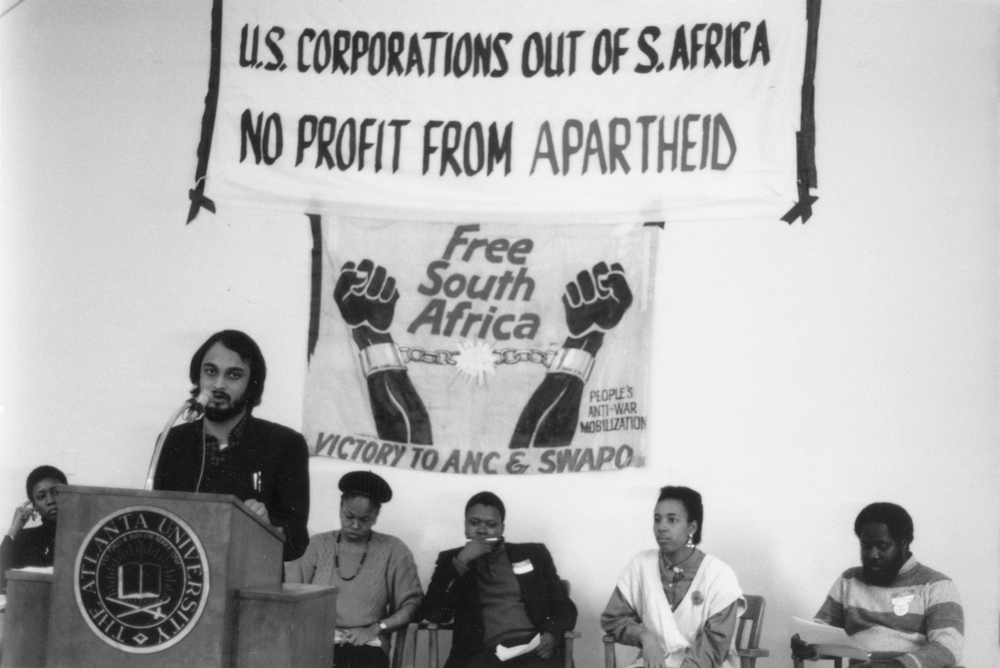 U.S. CORPORATIONS OUT OF S. AFRICA
NO PROFIT FROM APARTHEID
Free
South
Africa
PEOPLE'S
ANTI-WAR
MOBILIZATION
VICTORY TO ANC & SWAPO
THE ATLANTA UNIVERSITY